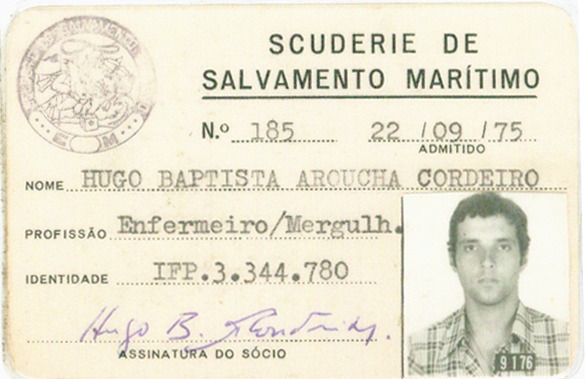 SCUDERIE DE
SALVAMENTO MARÍTIMO
N.º 185 22 / 09 / 75
ADMITIDO
NOME HUGO BAPTISTA AROUCHA CORDEIRO
PROFISSÃO Enfermeiro/Mergulh.
IDENTIDADE IFP.3.344.780
Hugo B.
ASSINATURA DO SÓCIO
9176